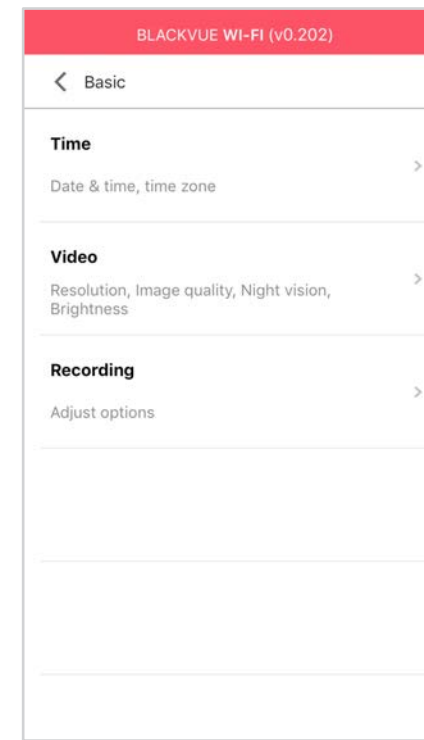 BLACKVUE WI-FI (v0.202)
Basic
Time
Date & time, time zone
Video
Resolution, Image quality, Night vision,
Brightness
Recording
Adjust options